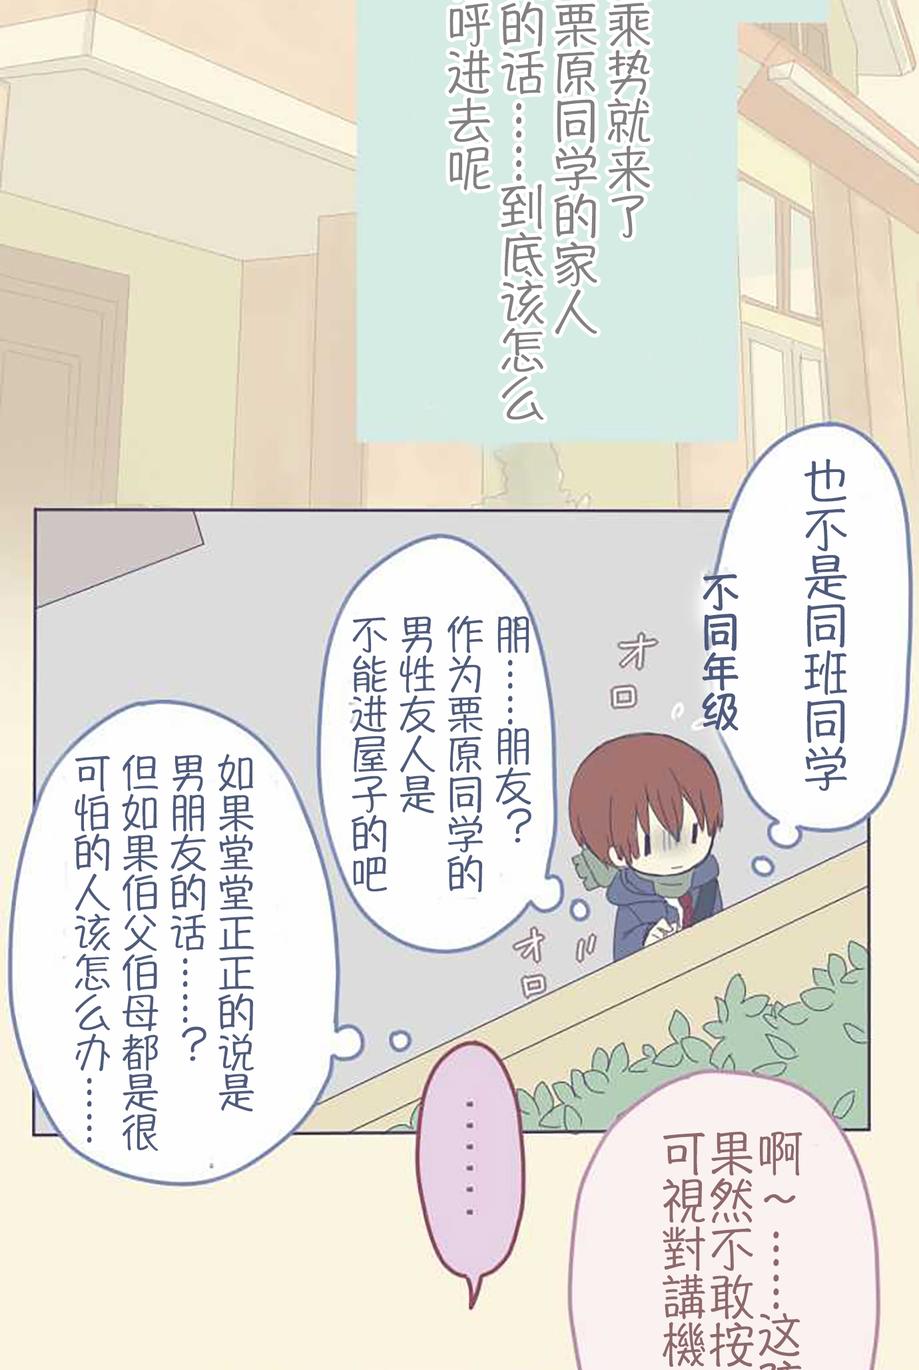 乘势就来了
栗原同学的家人
的话……到底该怎么
呼进去呢
也不是同班同学
不同年级
オロ
朋……朋友？
作为栗原同学的
男性友人是
不能进屋子的吧
オロ
如果堂堂正正的说是
男朋友的话……？
但如果伯父伯母都是很
可怕的人该怎么办……
……
啊～……这
果然不敢按
可視對講機